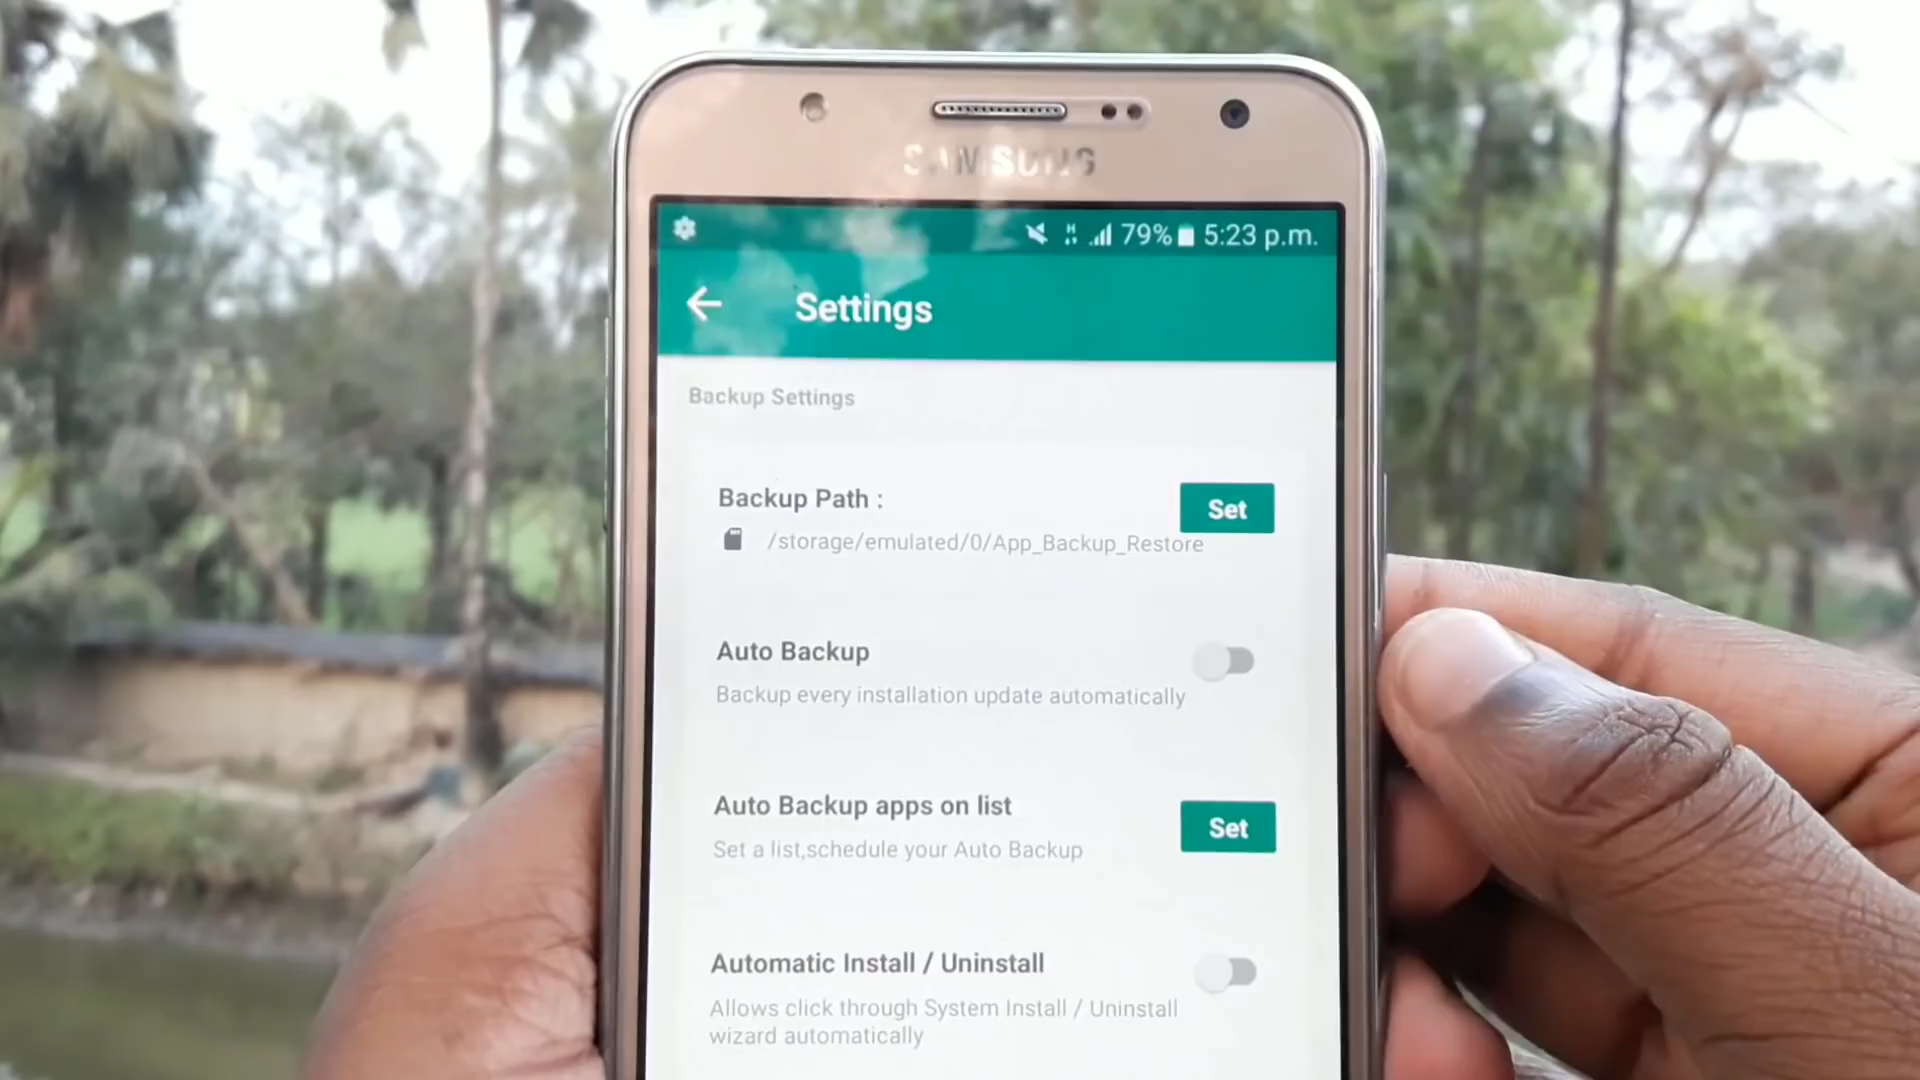 SAMSUNG
79% 5:23 p.m.
Settings
Backup Settings
Backup Path :
Set
/storage/emulated/0/App_Backup_Restore
Auto Backup
Backup every installation update automatically
Auto Backup apps on list
Set
Set a list,schedule your Auto Backup
Automatic Install / Uninstall
Allows click through System Install / Uninstall
wizard automatically